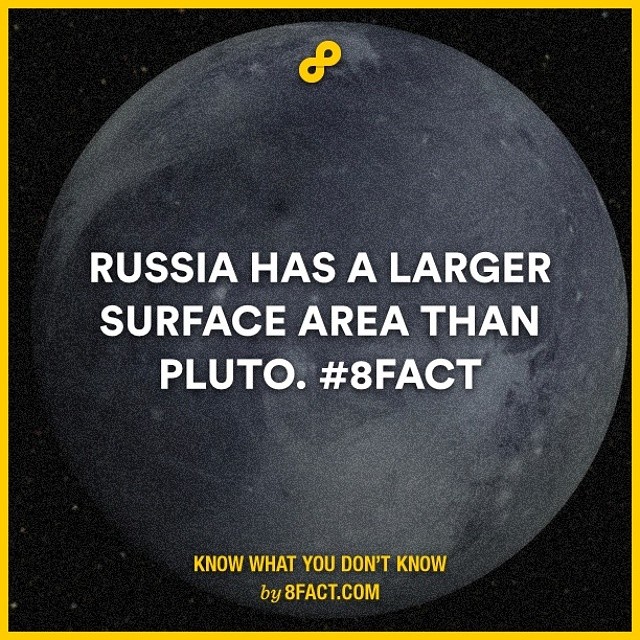 RUSSIA HAS A LARGER
SURFACE AREA THAN
PLUTO. #8FACT
KNOW WHAT YOU DON'T KNOW
by 8FACT.COM